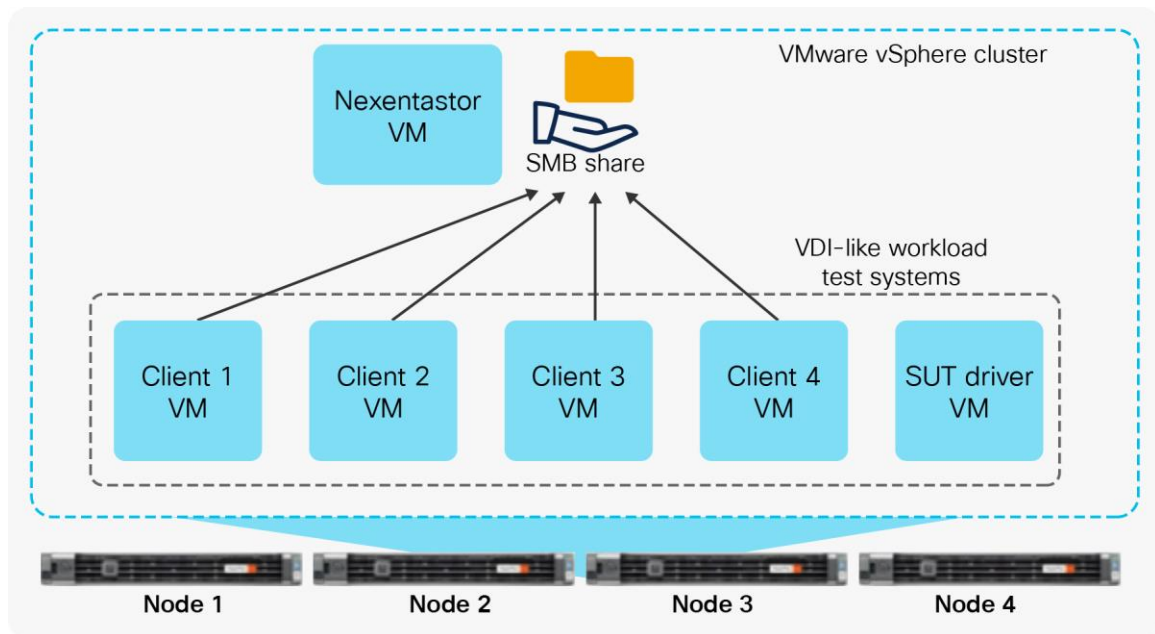 VMware vSphere cluster
Nexentastor
VM
SMB share
VDI-like workload
test systems
Client 1
VM
Client 2
VM
Client 3
VM
Client 4
VM
SUT driver
VM
Node 1
Node 2
Node 3
Node 4